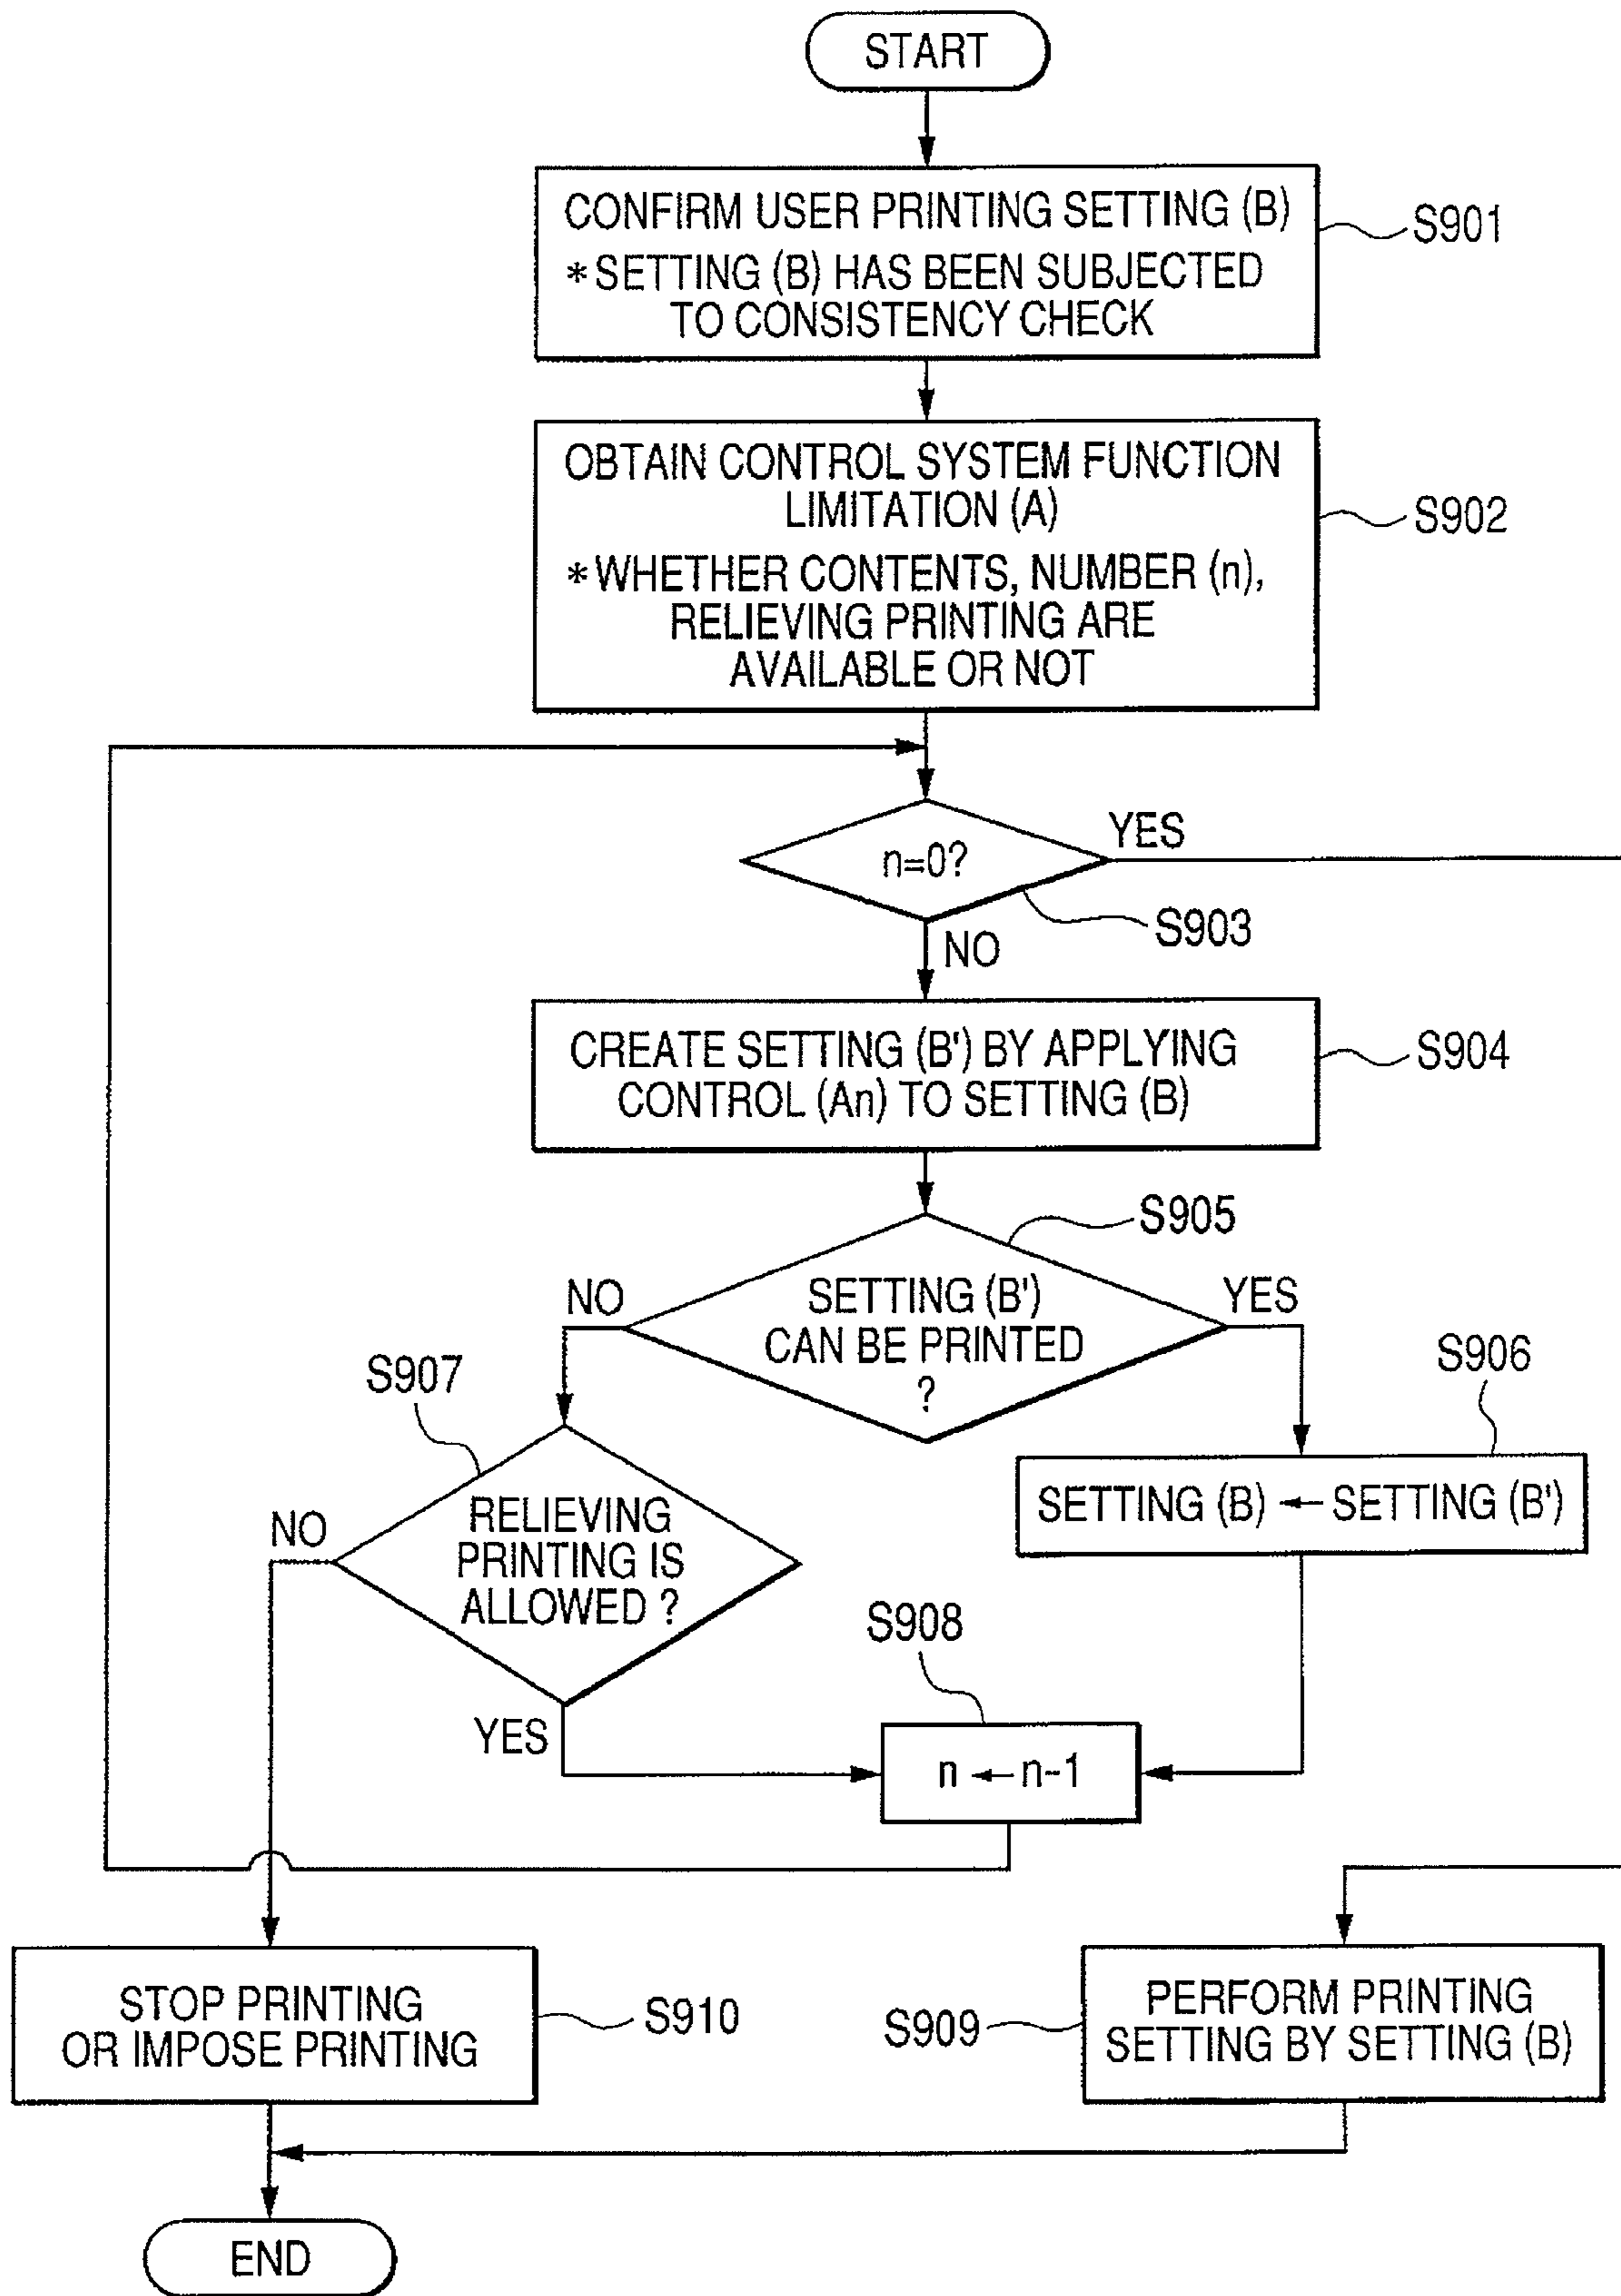 START
CONFIRM USER PRINTING SETTING (B)
*SETTING (B) HAS BEEN SUBJECTED
TO CONSISTENCY CHECK
S901
OBTAIN CONTROL SYSTEM FUNCTION
LIMITATION (A)
*WHETHER CONTENTS, NUMBER (n),
RELIEVING PRINTING ARE
AVAILABLE OR NOT
S902
n=0?
YES
S903
NO
CREATE SETTING (B') BY APPLYING
CONTROL (An) TO SETTING (B)
S904
S905
SETTING (B')
CAN BE PRINTED
?
NO
YES
S907
S906
RELIEVING
PRINTING IS
ALLOWED ?
NO
SETTING (B) ← SETTING (B')
S908
YES
n ← n-1
STOP PRINTING
OR IMPOSE PRINTING
S910
S909
PERFORM PRINTING
SETTING BY SETTING (B)
END